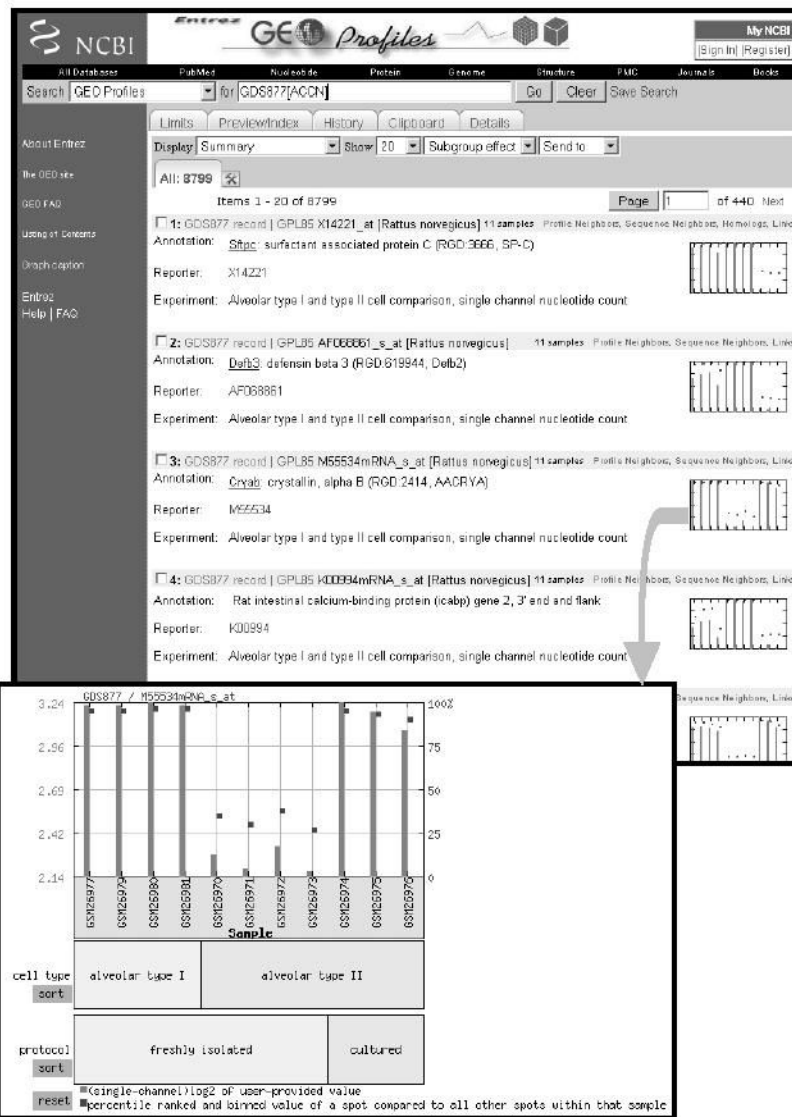 NCBI
Entrez GEO Profiles
My NCBI
[Sign In] [Register]
All Databases PubMed Nucleotide Protein Genome Structure PMC Journals Books
Search GEO Profiles for GDS877[ACCN] Go Clear Save Search
Limits Preview/Index History Clipboard Details
About Entrez
Display Summary Show 20 Subgroup effect Send to
The GEO site
All: 8799
GEO FAQ
Items 1 - 20 of 8799 Page 1 of 440 Next
Listing of Contents
Graph caption
Entrez
Help | FAQ
1: GDS877 record | GPL85 X14221_at [Rattus norvegicus] 11 samples Profile Neighbors, Sequence Neighbors, Homologs, Link
Annotation: Sftpc: surfactant associated protein C (RGD:3666, SP-C)
Reporter: X14221
Experiment: Alveolar type I and type II cell comparison, single channel nucleotide count
2: GDS877 record | GPL85 AF068861_s_at [Rattus norvegicus] 11 samples Profile Neighbors, Sequence Neighbors, Link
Annotation: Defb3: defensin beta 3 (RGD:619944, Defb2)
Reporter: AF068861
Experiment: Alveolar type I and type II cell comparison, single channel nucleotide count
3: GDS877 record | GPL85 M55534mRNA_s_at [Rattus norvegicus] 11 samples Profile Neighbors, Sequence Neighbors, Link
Annotation: Cryab: crystallin, alpha B (RGD:2414, AACRYA)
Reporter: M55534
Experiment: Alveolar type I and type II cell comparison, single channel nucleotide count
4: GDS877 record | GPL85 K00994mRNA_s_at [Rattus norvegicus] 11 samples Profile Neighbors, Sequence Neighbors, Link
Annotation: Rat intestinal calcium-binding protein (icabp) gene 2, 3' end and flank
Reporter: K00994
Experiment: Alveolar type I and type II cell comparison, single channel nucleotide count
Sequence Neighbors, Link
GDS877 / M55534mRNA_s_at
3.24 100%
2.96 75
2.69 50
2.42 25
2.14 0
GSM26977 GSM26979 GSM26980 GSM26981 GSM26970 GSM26971 GSM26972 GSM26973 GSM26974 GSM26975 GSM26976
Sample
cell type alveolar type I alveolar type II
sort
protocol freshly isolated cultured
sort
reset (single-channel)log2 of user-provided value
percentile ranked and binned value of a spot compared to all other spots within that sample